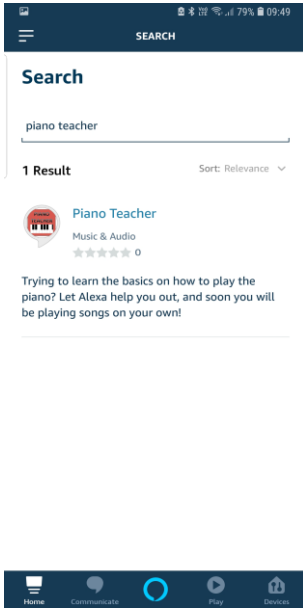 79% 09:49
SEARCH
Search
piano teacher
1 Result
Sort: Relevance
Piano Teacher
Music & Audio
0
Trying to learn the basics on how to play the
piano? Let Alexa help you out, and soon you will
be playing songs on your own!
Home Communicate Play Devices